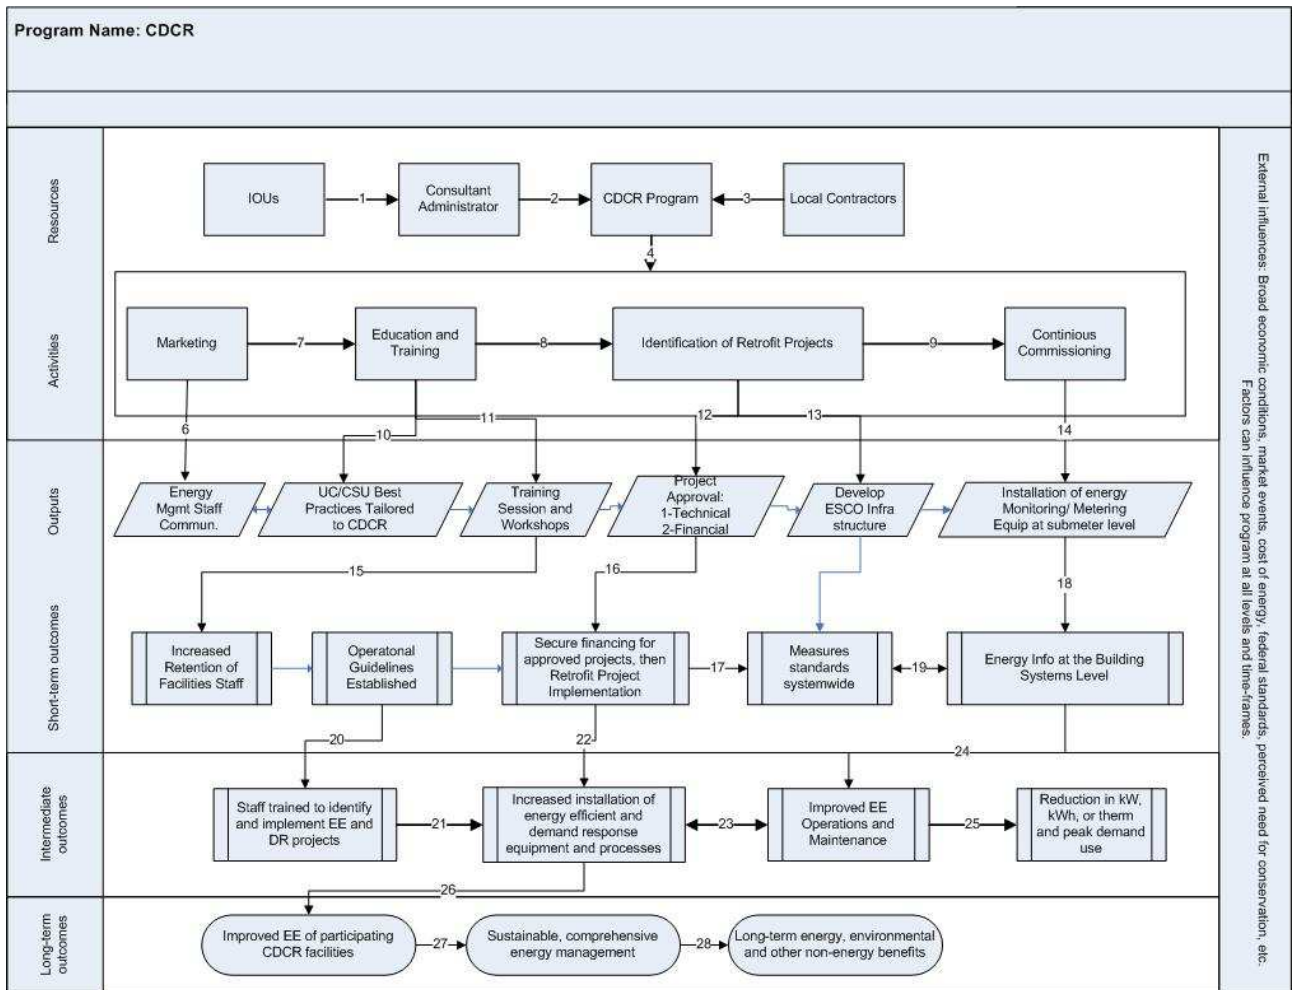 Program Name: CDCR
Resources
IOUs
1
Consultant
Administrator
2
CDCR Program
3
Local Contractors
4
Activities
Marketing
7
Education and
Training
8
Identification of Retrofit Projects
9
Continious
Commissioning
6
10
11
12
13
14
Outputs
Energy
Mgmt Staff
Commun.
UC/CSU Best
Practices Tailored
to CDCR
Training
Session and
Workshops
Project
Approval:
1-Technical
2-Financial
Develop
ESCO Infra
structure
Installation of energy
Monitoring/ Metering
Equip at submeter level
15
16
18
Short-term outcomes
Increased
Retention of
Facilities Staff
Operatonal
Guidelines
Established
Secure financing for
approved projects, then
Retrofit Project
Implementation
17
Measures
standards
systemwide
19
Energy Info at the Building
Systems Level
20
22
24
Intermediate
outcomes
Staff trained to identify
and implement EE and
DR projects
21
Increased installation of
energy efficient and
demand response
equipment and processes
23
Improved EE
Operations and
Maintenance
25
Reduction in kW,
kWh, or therm
and peak demand
use
26
Long-term
outcomes
Improved EE of participating
CDCR facilities
27
Sustainable, comprehensive
energy management
28
Long-term energy, environmental
and other non-energy benefits
External influences: Broad economic conditions, market events, cost of energy, federal standards, perceived need for conservation, etc.
Factors can influence program at all levels and time-frames.